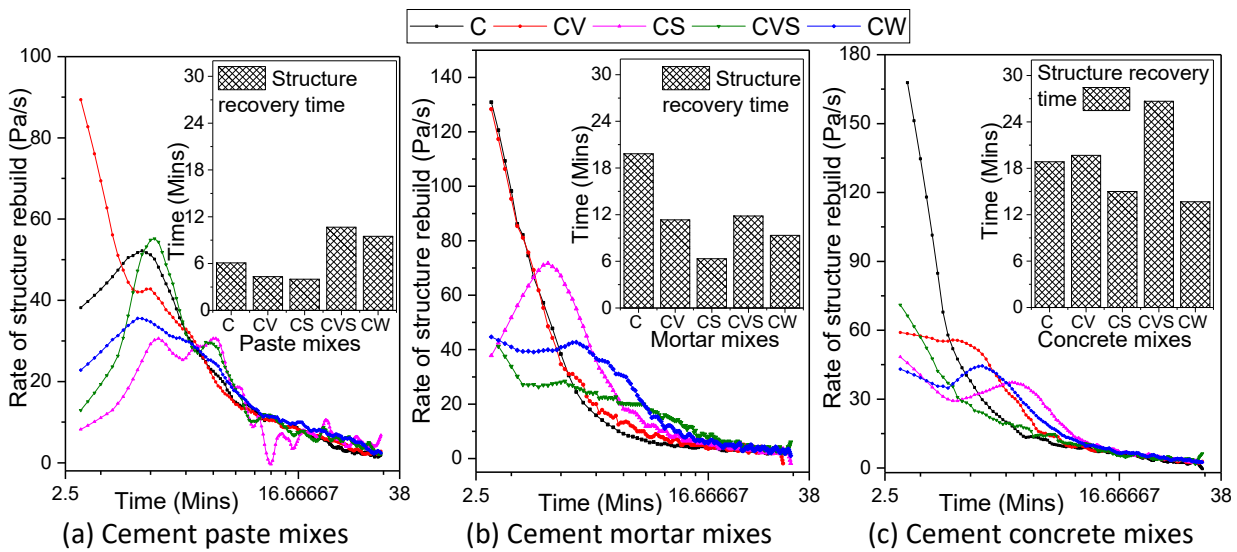 C CV CS CVS CW
100
80
60
40
20
0
Rate of structure rebuild (Pa/s)
2.5 16.66667 38
Time (Mins)
30
24
18
12
6
0
Time (Mins)
Structure
recovery time
C CV CS CVS CW
Paste mixes
(a) Cement paste mixes
140
120
100
80
60
40
20
0
Rate of structure rebuild (Pa/s)
2.5 16.66667 38
Time (Mins)
30
24
18
12
6
0
Time (Mins)
Structure
recovery time
C CV CS CVS CW
Mortar mixes
(b) Cement mortar mixes
180
150
120
90
60
30
0
Rate of structure rebuild (Pa/s)
2.5 16.66667 38
Time (Mins)
30
24
18
12
6
0
Time (Mins)
Structure recovery
time
C CV CS CVS CW
Concrete mixes
(c) Cement concrete mixes